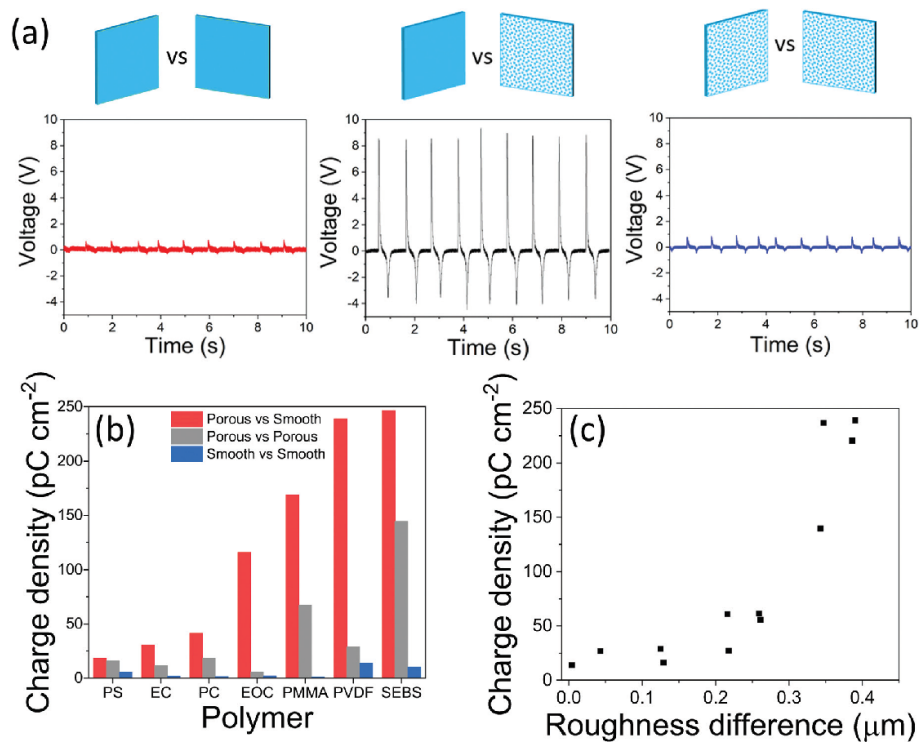 (a)
vs
vs
vs
Voltage (V)
10
8
6
4
2
0
-2
-4
0
2
4
6
8
10
Time (s)
Voltage (V)
10
8
6
4
2
0
-2
-4
0
2
4
6
8
10
Time (s)
Voltage (V)
10
8
6
4
2
0
-2
-4
0
2
4
6
8
10
Time (s)
(b)
Charge density (pC cm⁻²)
250
200
150
100
50
0
Porous vs Smooth
Porous vs Porous
Smooth vs Smooth
PS EC PC EOC PMMA PVDF SEBS
Polymer
(c)
Charge density (pC cm⁻²)
250
200
150
100
50
0
0.0 0.1 0.2 0.3 0.4
Roughness difference (μm)